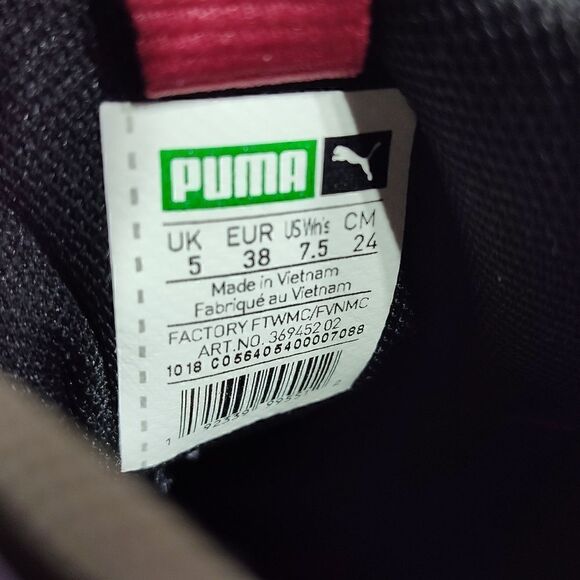 PUMA
UK EUR US Wn's CM
5 38 7.5 24
Made in Vietnam
Fabriqué au Vietnam
FACTORY FTWMC/FVNMC
ART.NO. 369452 02
1018 C056405400007088